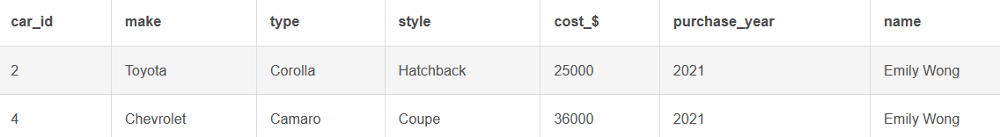 car_id make type style cost_$ purchase_year name
2 Toyota Corolla Hatchback 25000 2021 Emily Wong
4 Chevrolet Camaro Coupe 36000 2021 Emily Wong